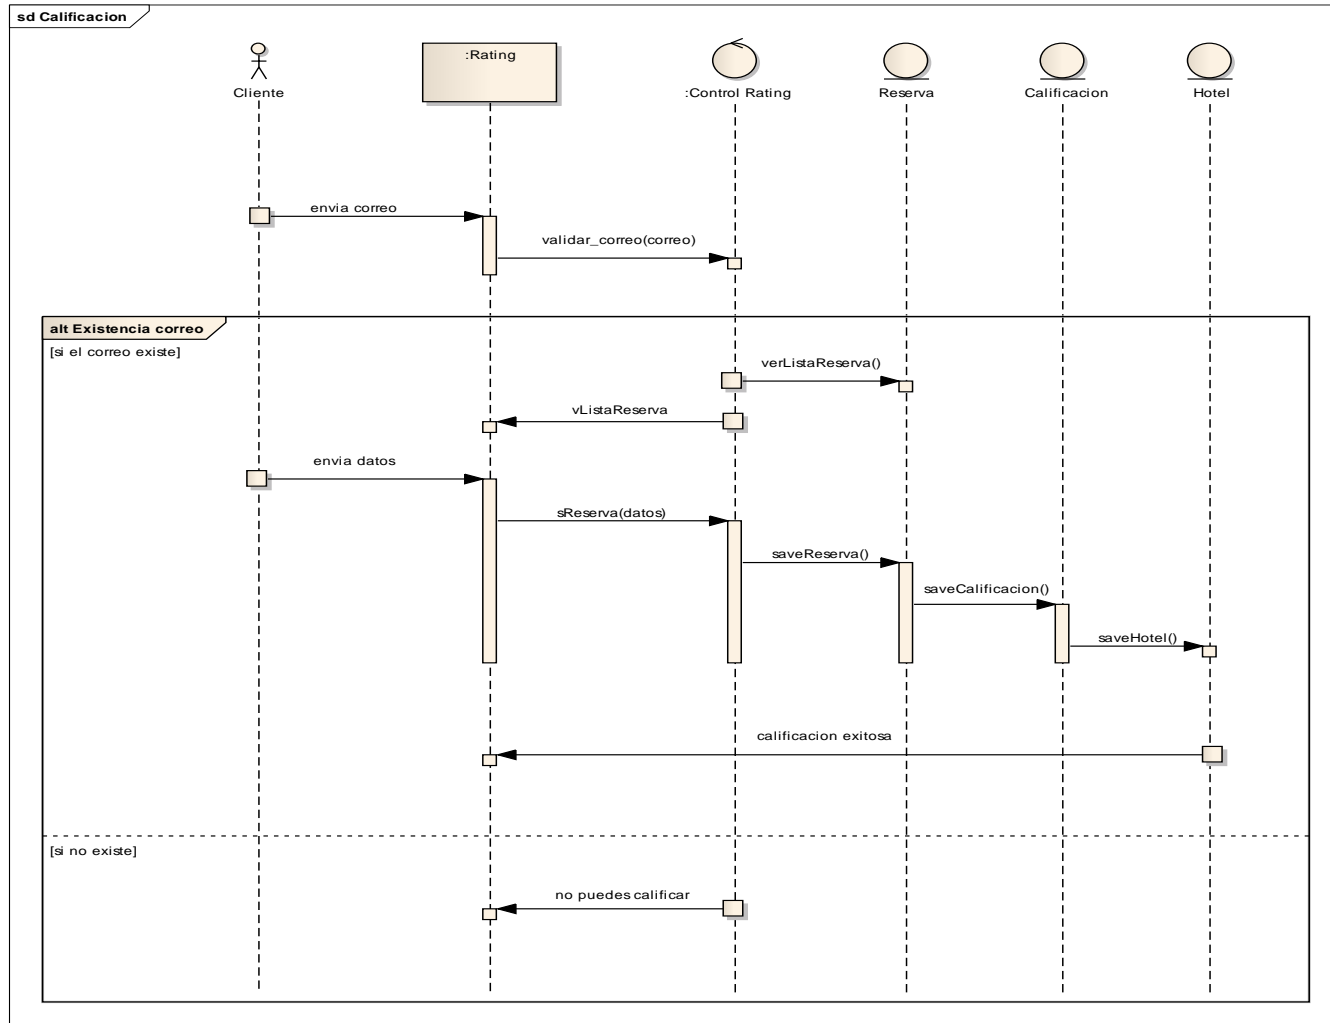 sd Calificacion
:Rating
Cliente
:Control Rating
Reserva
Calificacion
Hotel
envia correo
validar_correo(correo)
alt Existencia correo
[si el correo existe]
verListaReserva()
vListaReserva
envia datos
sReserva(datos)
saveReserva()
saveCalificacion()
saveHotel()
calificacion exitosa
[si no existe]
no puedes calificar